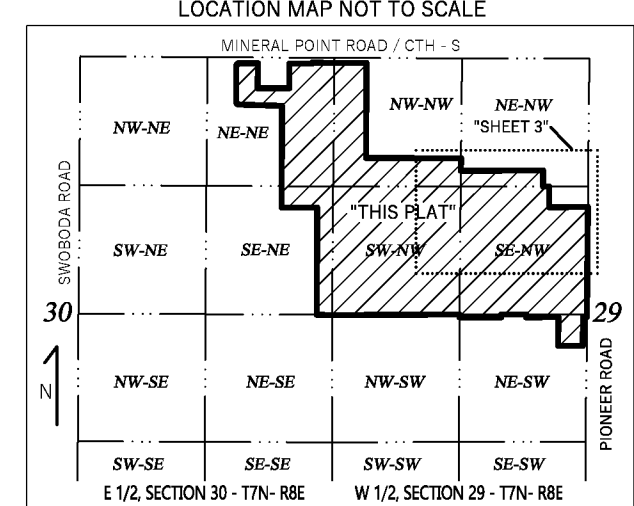 LOCATION MAP NOT TO SCALE
MINERAL POINT ROAD / CTH - S
NW-NW
NE-NW
"SHEET 3"
NW-NE
NE-NE
SWOBODA ROAD
"THIS PLAT"
SW-NE
SE-NE
SW-NW
SE-NW
30
29
N
NW-SE
NE-SE
NW-SW
NE-SW
PIONEER ROAD
SW-SE
SE-SE
SW-SW
SE-SW
E 1/2, SECTION 30 - T7N- R8E
W 1/2, SECTION 29 - T7N- R8E